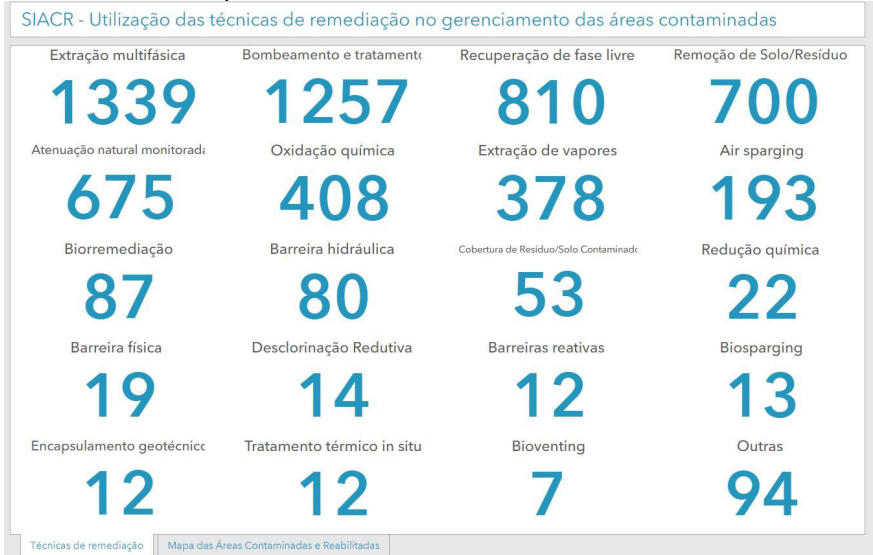 SIACR - Utilização das técnicas de remediação no gerenciamento das áreas contaminadas
Extração multifásica Bombeamento e tratamento Recuperação de fase livre Remoção de Solo/Resíduo
1339 1257 810 700
Atenuação natural monitorada Oxidação química Extração de vapores Air sparging
675 408 378 193
Biorremediação Barreira hidráulica Cobertura de Resíduo/Solo Contaminado Redução química
87 80 53 22
Barreira física Desclorinação Redutiva Barreiras reativas Biosparging
19 14 12 13
Encapsulamento geotécnico Tratamento térmico in situ Bioventing Outras
12 12 7 94
Técnicas de remediação Mapa das Áreas Contaminadas e Reabilitadas